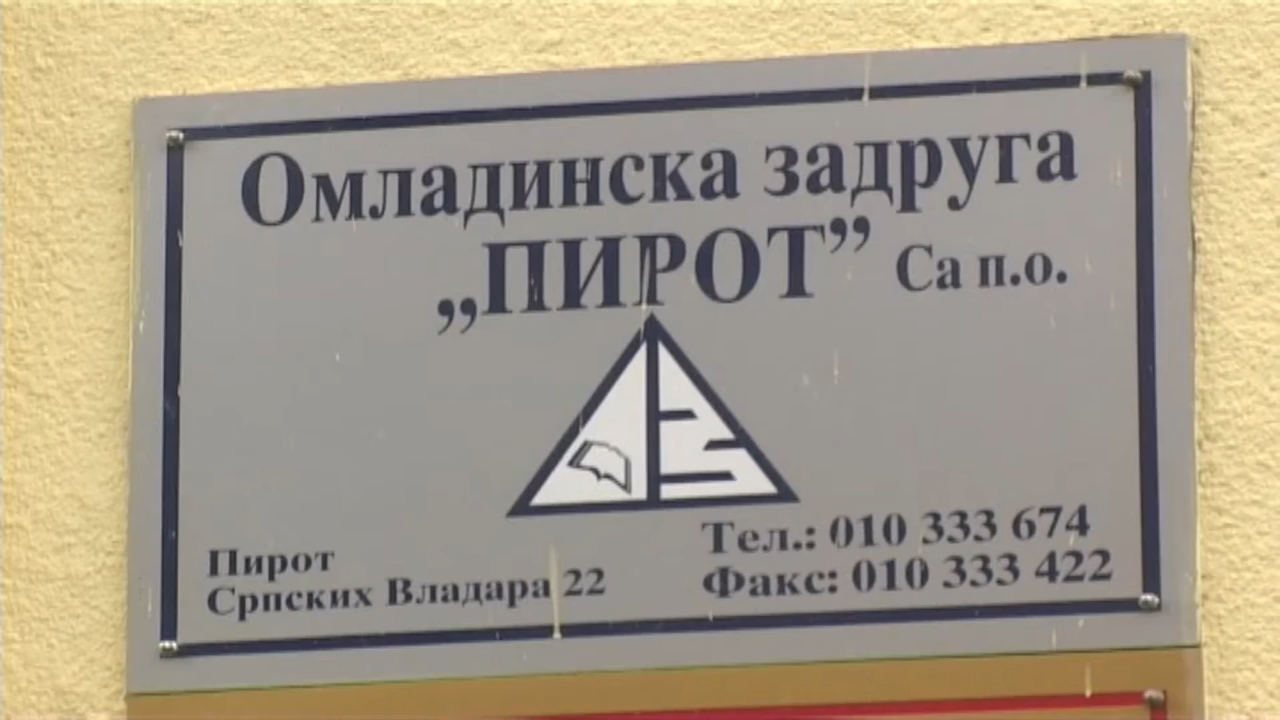 Омладинска задруга
„ПИРОТ” Са п.о.
Пирот
Српских Владара 22
Тел.: 010 333 674
Факс: 010 333 422